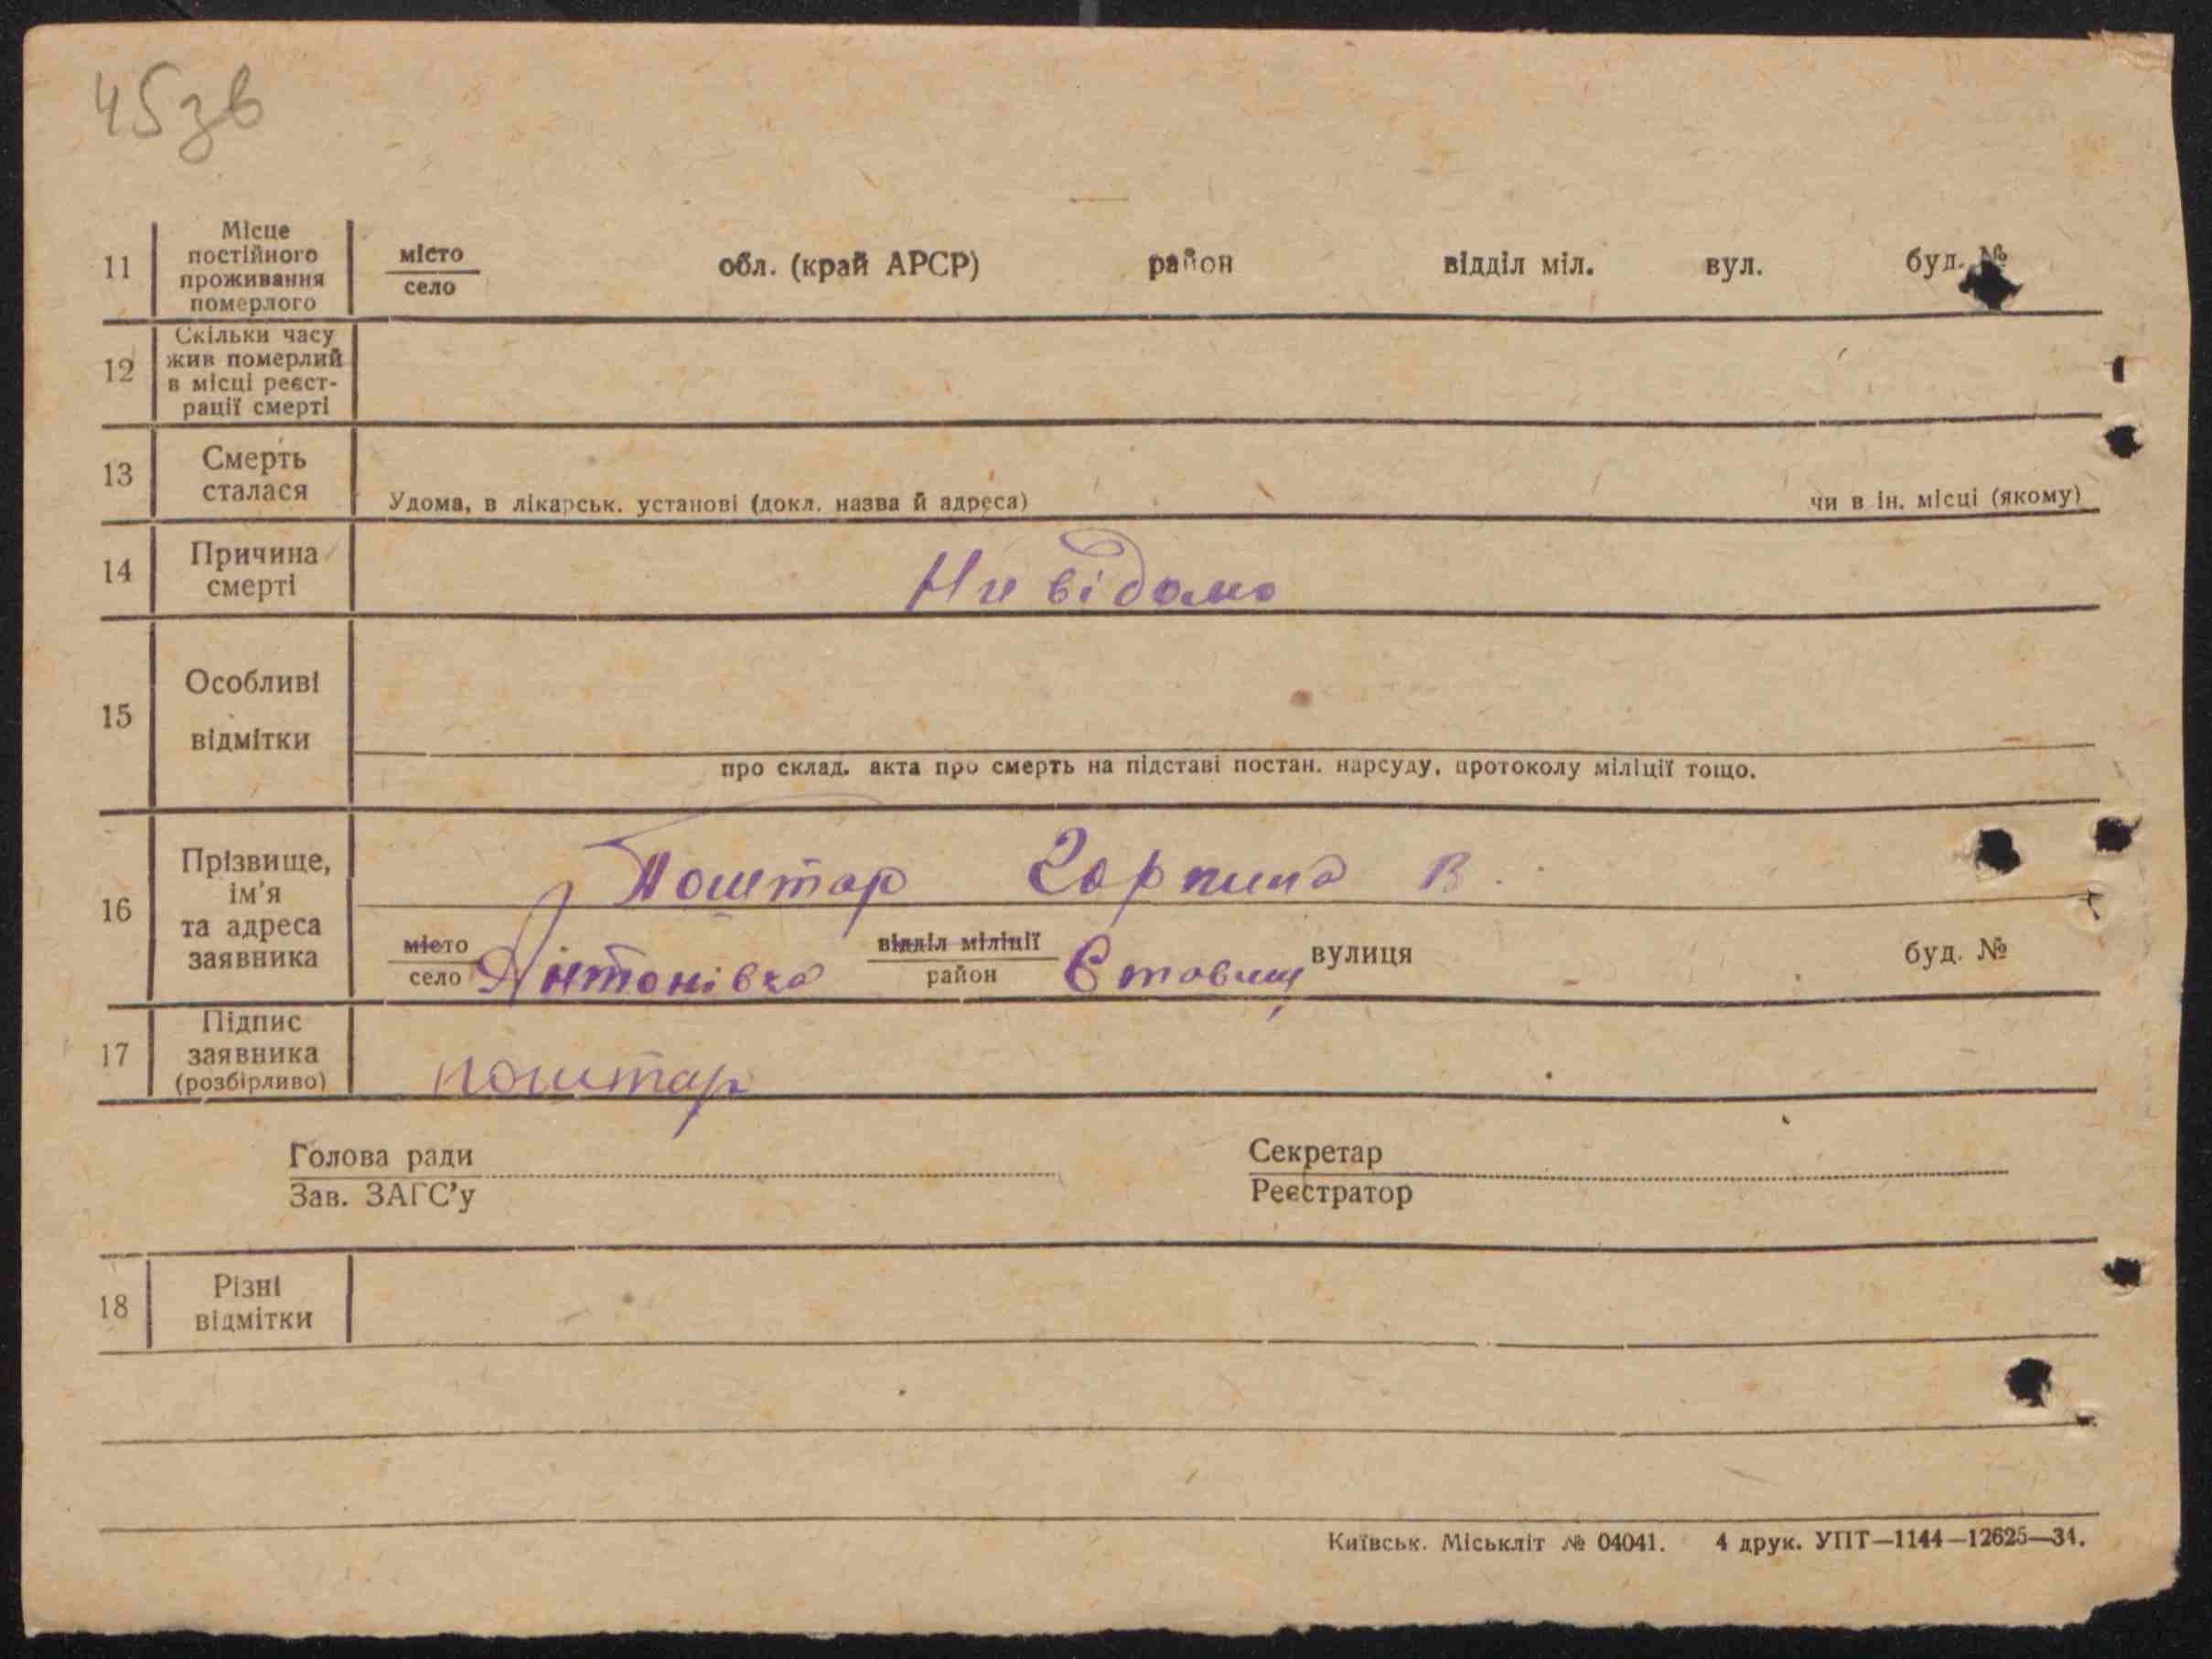 45зв
11 Місце постійного проживання померлого місто село обл. (край АРСР) район відділ міл. вул. буд. №
12 Скільки часу жив померлий в місці реєстрації смерті
13 Смерть сталася Удома, в лікарськ. установі (докл. назва й адреса) чи в ін. місці (якому)
14 Причина смерті Не відомо
15 Особливі відмітки
про склад. акта про смерть на підставі постан. нарсуду, протоколу міліції тощо.
16 Прізвище, ім'я та адреса заявника Поштар Горпина В.
місто село Антонівка відділ міліції район Ставищ вулиця буд. №
17 Підпис заявника (розбірливо) поштар
Голова ради Секретар
Зав. ЗАГС'у Реєстратор
18 Різні відмітки
Київськ. Міськліт № 04041. 4 друк. УПТ—1144—12625—34.